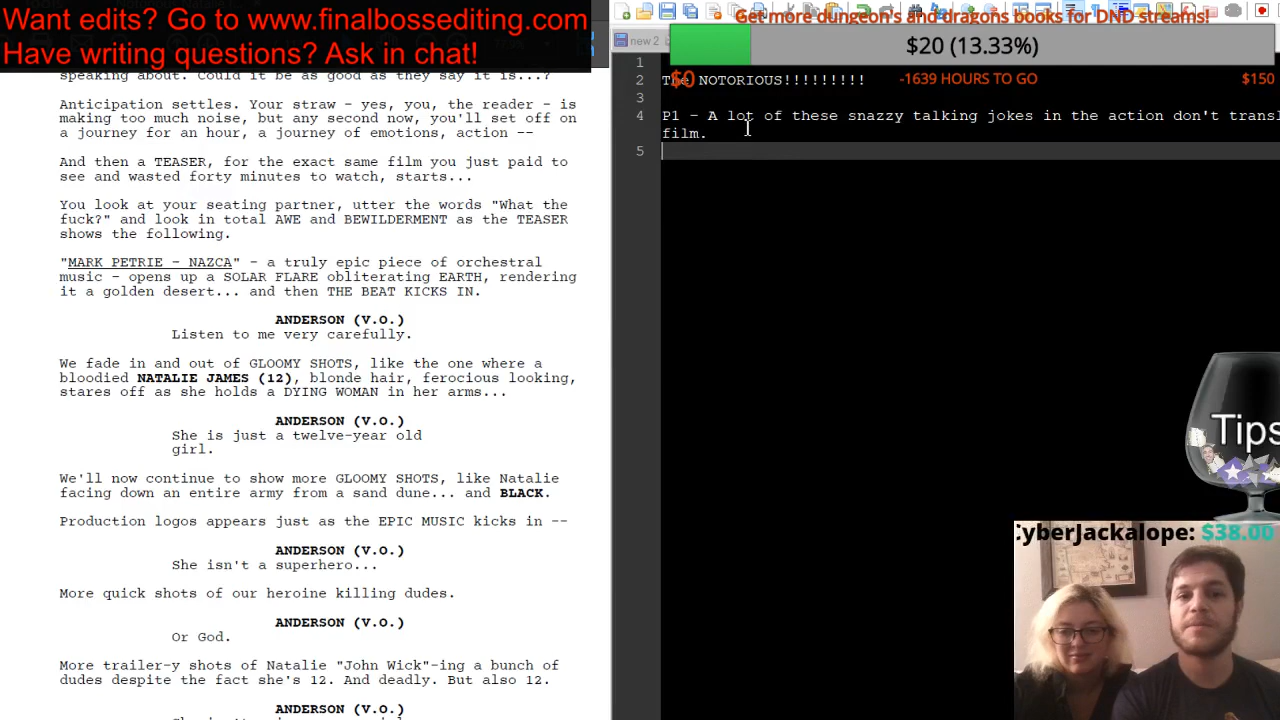 Want edits? Go to www.finalbossediting.com
Have writing questions? Ask in chat!
speaking about. Could it be as good as they say it is...?
Anticipation settles. Your straw - yes, you, the reader - is
making too much noise, but any second now, you'll set off on
a journey for an hour, a journey of emotions, action --
And then a TEASER, for the exact same film you just paid to
see and wasted forty minutes to watch, starts...
You look at your seating partner, utter the words "What the
fuck?" and look in total AWE and BEWILDERMENT as the TEASER
shows the following.
"MARK PETRIE - NAZCA" - a truly epic piece of orchestral
music - opens up a SOLAR FLARE obliterating EARTH, rendering
it a golden desert... and then THE BEAT KICKS IN.
ANDERSON (V.O.)
Listen to me very carefully.
We fade in and out of GLOOMY SHOTS, like the one where a
bloodied NATALIE JAMES (12), blonde hair, ferocious looking,
stares off as she holds a DYING WOMAN in her arms...
ANDERSON (V.O.)
She is just a twelve-year old
girl.
We'll now continue to show more GLOOMY SHOTS, like Natalie
facing down an entire army from a sand dune... and BLACK.
Production logos appears just as the EPIC MUSIC kicks in --
ANDERSON (V.O.)
She isn't a superhero...
More quick shots of our heroine killing dudes.
ANDERSON (V.O.)
Or God.
More trailer-y shots of Natalie "John Wick"-ing a bunch of
dudes despite the fact she's 12. And deadly. But also 12.
ANDERSON (V.O.)
Get more dungeon's and dragons books for DND streams!
new 2
$20 (13.33%)
$0 -1639 HOURS TO GO $150
1
2 The NOTORIOUS!!!!!!!!!
3
4 P1 - A lot of these snazzy talking jokes in the action don't transl
film.
5
Tips
CyberJackalope: $38.00